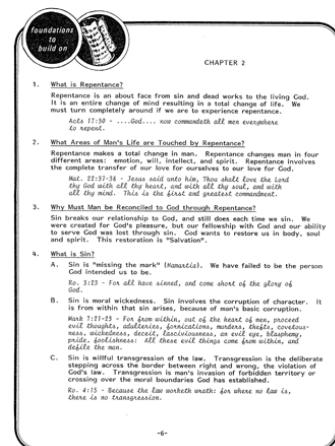 foundations
to
build on
CHAPTER 2
1. What is Repentance?
Repentance is an about face from sin and dead works to the living God.
It is an entire change of mind resulting in a total change of life. We
must turn completely around if we are to experience repentance.
Acts 17:30 - ....God.... now commandeth all men everywhere
to repent.
2. What Areas of Man's Life are Touched by Repentance?
Repentance makes a total change in man. Repentance changes man in four
different areas: emotion, will, intellect, and spirit. Repentance involves
the complete transfer of our love for ourselves to our love for God.
Mat. 22:37-38 - Jesus said unto him, Thou shalt love the Lord
thy God with all thy heart, and with all thy soul, and with
all thy mind. This is the first and greatest commandment.
3. Why Must Man be Reconciled to God through Repentance?
Sin breaks our relationship to God, and still does each time we sin. We
were created for God's pleasure, but our fellowship with God and our ability
to serve God was lost through sin. God wants to restore us in body, soul
and spirit. This restoration is "Salvation".
4. What is Sin?
A. Sin is "missing the mark" (Hamartia). We have failed to be the person
God intended us to be.
Ro. 3:23 - For all have sinned, and come short of the glory of
God.
B. Sin is moral wickedness. Sin involves the corruption of character. It
is from within that sin arises, because of man's basic corruption.
Mark 7:21-23 - For from within, out of the heart of men, proceed
evil thoughts, adulteries, fornications, murders, thefts, covetous-
ness, wickedness, deceit, lasciviousness, an evil eye, blasphemy,
pride, foolishness: All these evil things come from within, and
defile the man.
C. Sin is willful transgression of the law. Transgression is the deliberate
stepping across the border between right and wrong, the violation of
God's law. Transgression is man's invasion of forbidden territory or
crossing over the moral boundaries God has established.
Ro. 4:15 - Because the law worketh wrath: for where no law is,
there is no transgression.
-6-